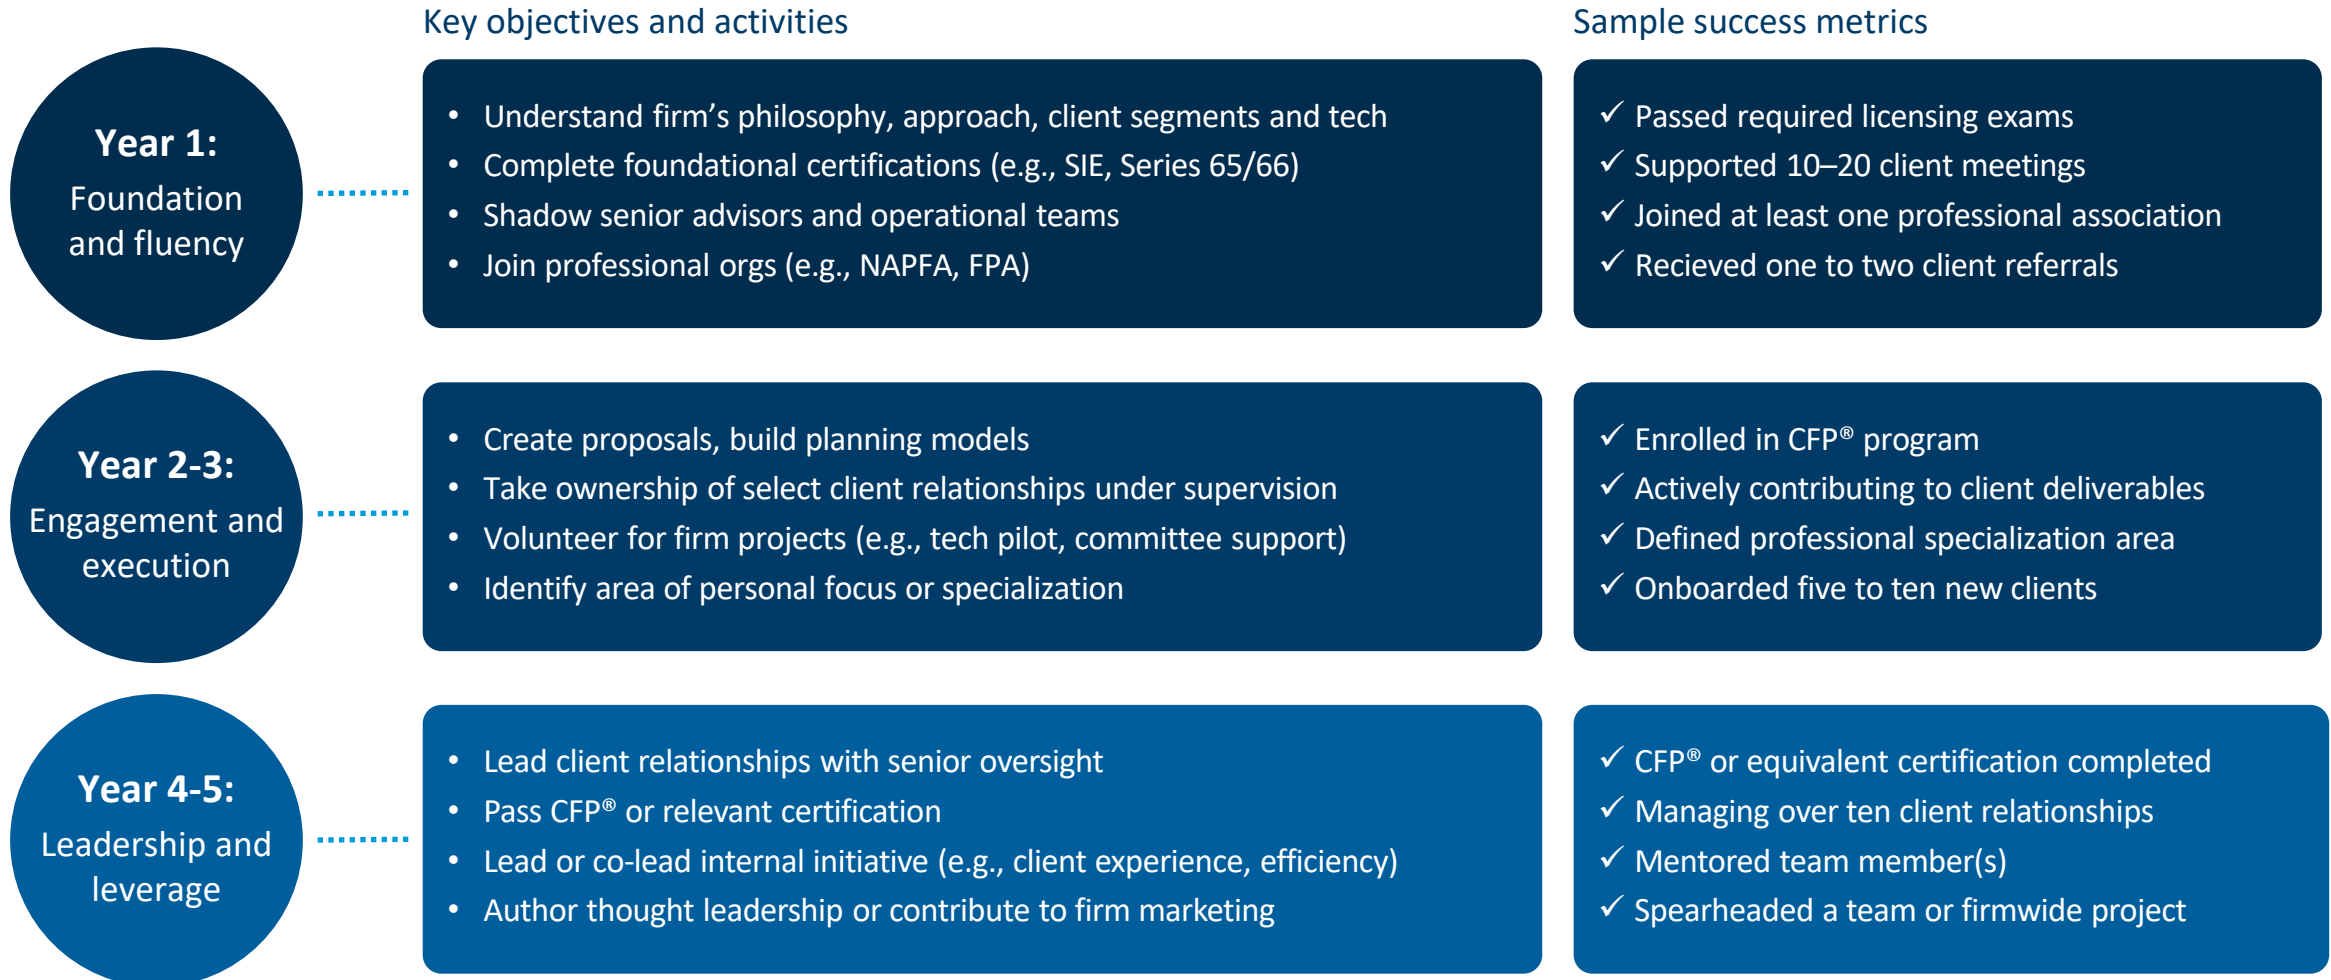 Key objectives and activities
Sample success metrics
Year 1:
Foundation
and fluency
• Understand firm’s philosophy, approach, client segments and tech
• Complete foundational certifications (e.g., SIE, Series 65/66)
• Shadow senior advisors and operational teams
• Join professional orgs (e.g., NAPFA, FPA)
✓ Passed required licensing exams
✓ Supported 10–20 client meetings
✓ Joined at least one professional association
✓ Recieved one to two client referrals
Year 2-3:
Engagement and
execution
• Create proposals, build planning models
• Take ownership of select client relationships under supervision
• Volunteer for firm projects (e.g., tech pilot, committee support)
• Identify area of personal focus or specialization
✓ Enrolled in CFP® program
✓ Actively contributing to client deliverables
✓ Defined professional specialization area
✓ Onboarded five to ten new clients
Year 4-5:
Leadership and
leverage
• Lead client relationships with senior oversight
• Pass CFP® or relevant certification
• Lead or co-lead internal initiative (e.g., client experience, efficiency)
• Author thought leadership or contribute to firm marketing
✓ CFP® or equivalent certification completed
✓ Managing over ten client relationships
✓ Mentored team member(s)
✓ Spearheaded a team or firmwide project